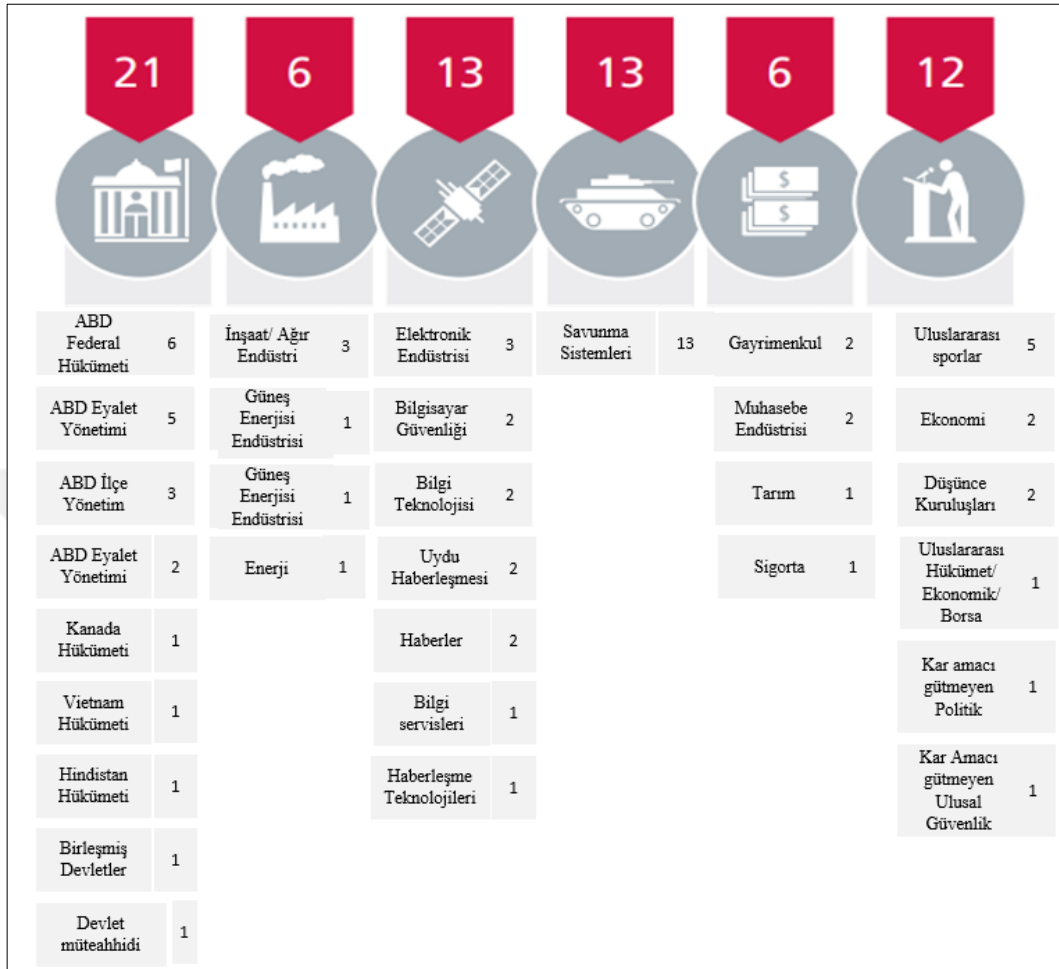 21
6
13
13
6
12
$
$
ABD
Federal
Hükümeti
6
ABD Eyalet
Yönetimi
5
ABD İlçe
Yönetim
3
ABD Eyalet
Yönetimi
2
Kanada
Hükümeti
1
Vietnam
Hükümeti
1
Hindistan
Hükümeti
1
Birleşmiş
Devletler
1
Devlet
müteahhidi
1
İnşaat/ Ağır
Endüstri
3
Güneş
Enerjisi
Endüstrisi
1
Güneş
Enerjisi
Endüstrisi
1
Enerji
1
Elektronik
Endüstrisi
3
Bilgisayar
Güvenliği
2
Bilgi
Teknolojisi
2
Uydu
Haberleşmesi
2
Haberler
2
Bilgi
servisleri
1
Haberleşme
Teknolojileri
1
Savunma
Sistemleri
13
Gayrimenkul
2
Muhasebe
Endüstrisi
2
Tarım
1
Sigorta
1
Uluslararası
sporlar
5
Ekonomi
2
Düşünce
Kuruluşları
2
Uluslararası
Hükümet/
Ekonomik/
Borsa
1
Kar amacı
gütmeyen
Politik
1
Kar Amacı
gütmeyen
Ulusal
Güvenlik
1